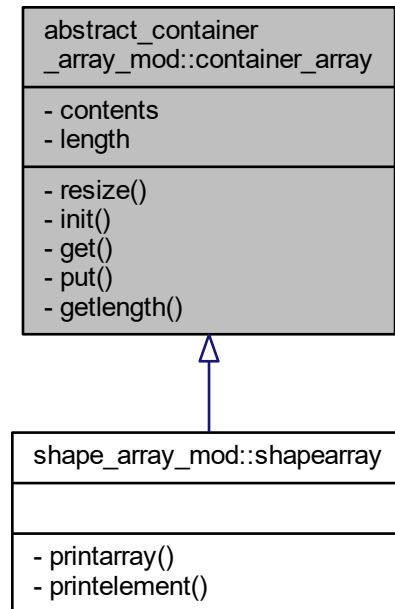 abstract_container
_array_mod::container_array
- contents
- length
- resize()
- init()
- get()
- put()
- getlength()
shape_array_mod::shapearray
- printarray()
- printelement()